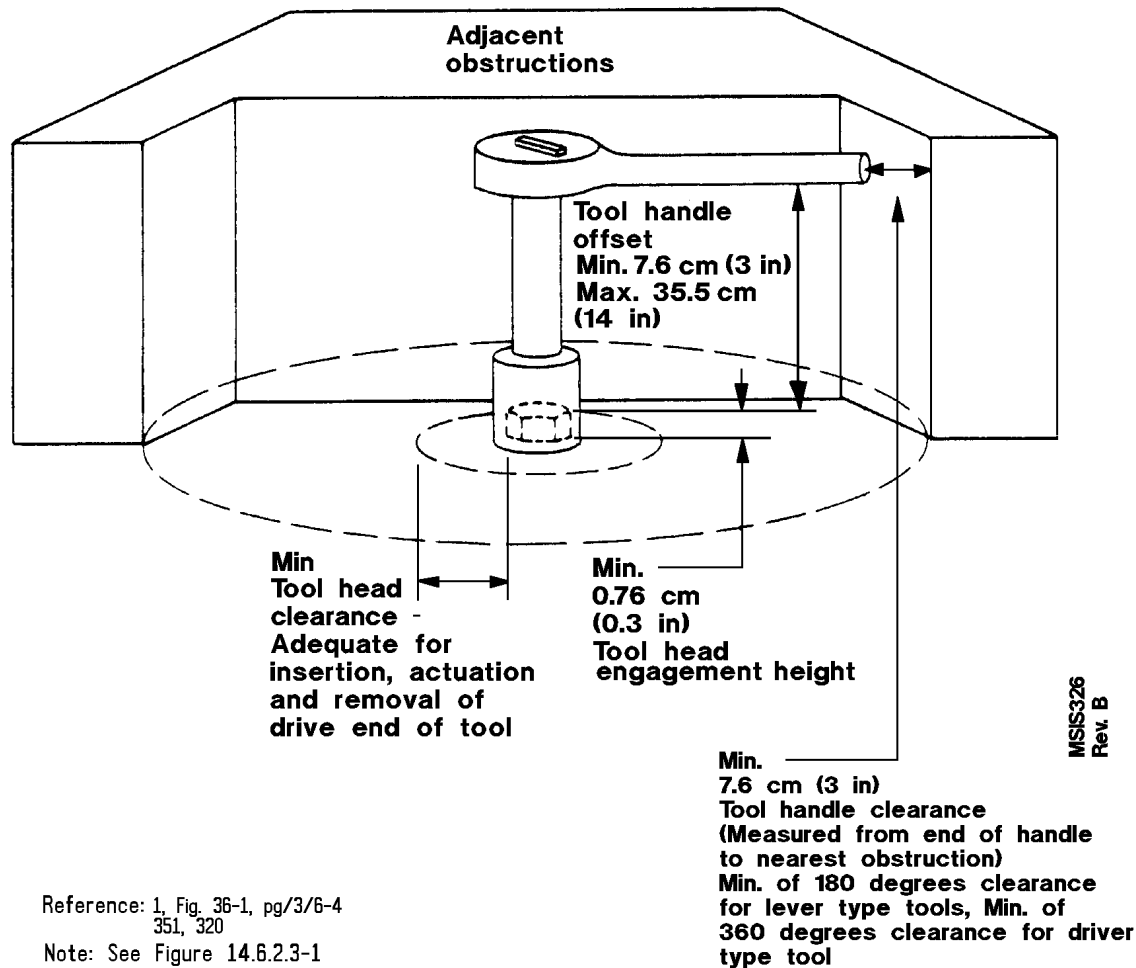 Adjacent
obstructions
Tool handle
offset
Min. 7.6 cm (3 in)
Max. 35.5 cm
(14 in)
Min
Tool head
clearance -
Adequate for
insertion, actuation
and removal of
drive end of tool
Min.
0.76 cm
(0.3 in)
Tool head
engagement height
MSIS326
Rev. B
Min.
7.6 cm (3 in)
Tool handle clearance
(Measured from end of handle
to nearest obstruction)
Min. of 180 degrees clearance
for lever type tools, Min. of
360 degrees clearance for driver
type tool
Reference: 1, Fig. 36-1, pg/3/6-4
351, 320
Note: See Figure 14.6.2.3-1